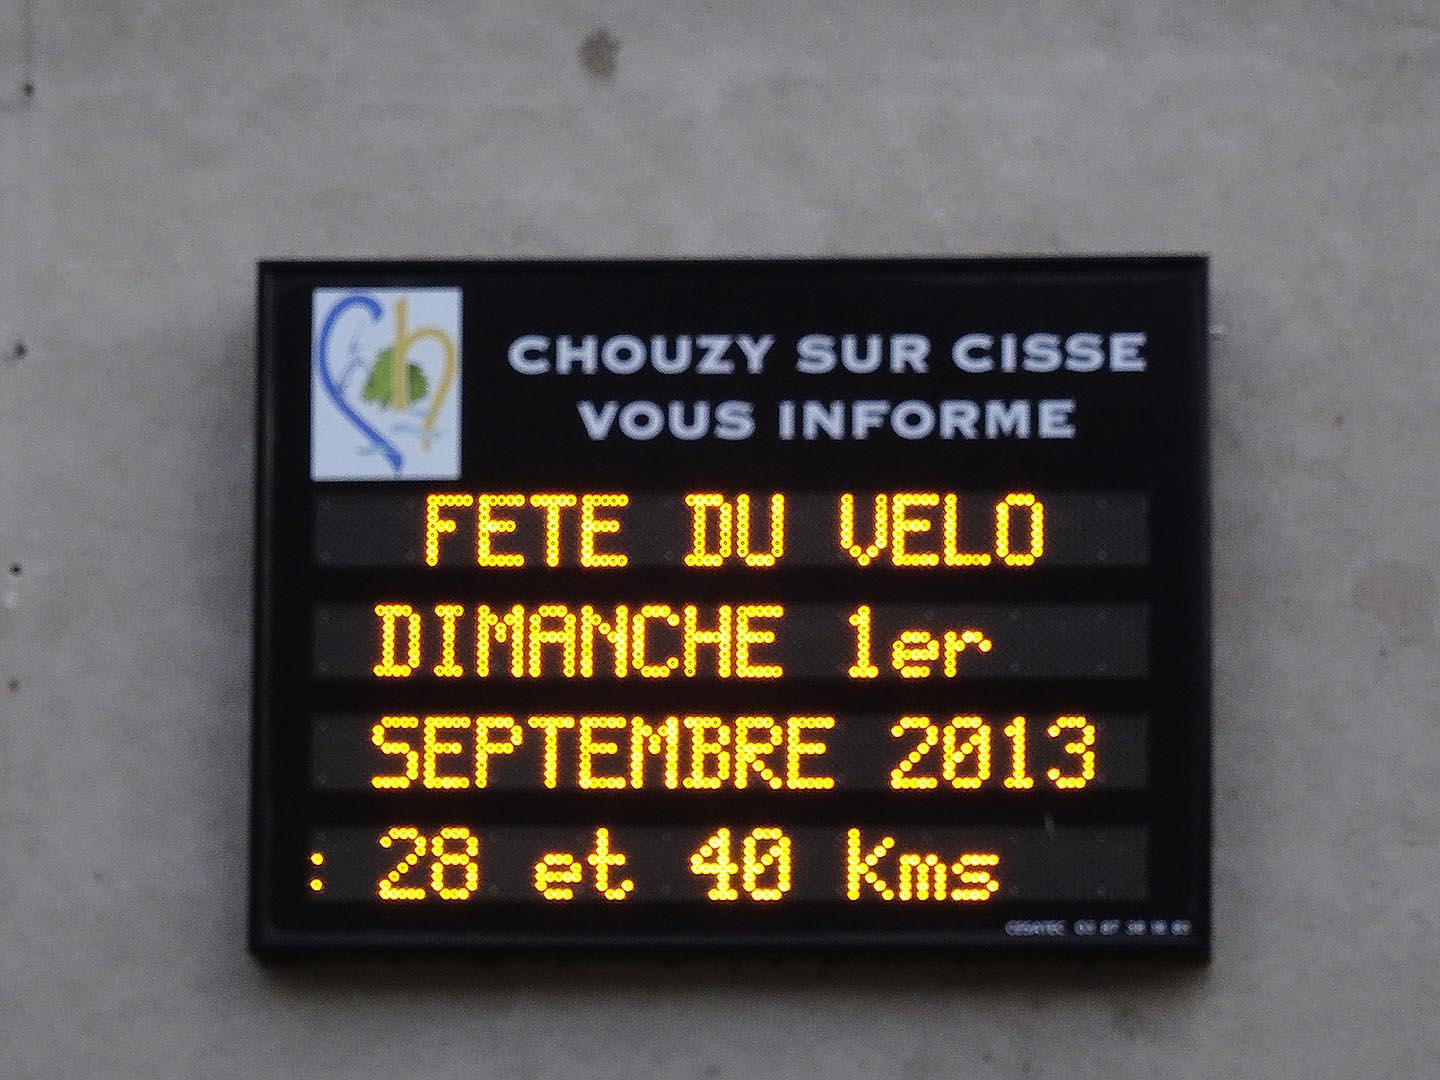 CHOUZY SUR CISSE
VOUS INFORME
FETE DU VELO
DIMANCHE 1er
SEPTEMBRE 2013
: 28 et 40 Kms